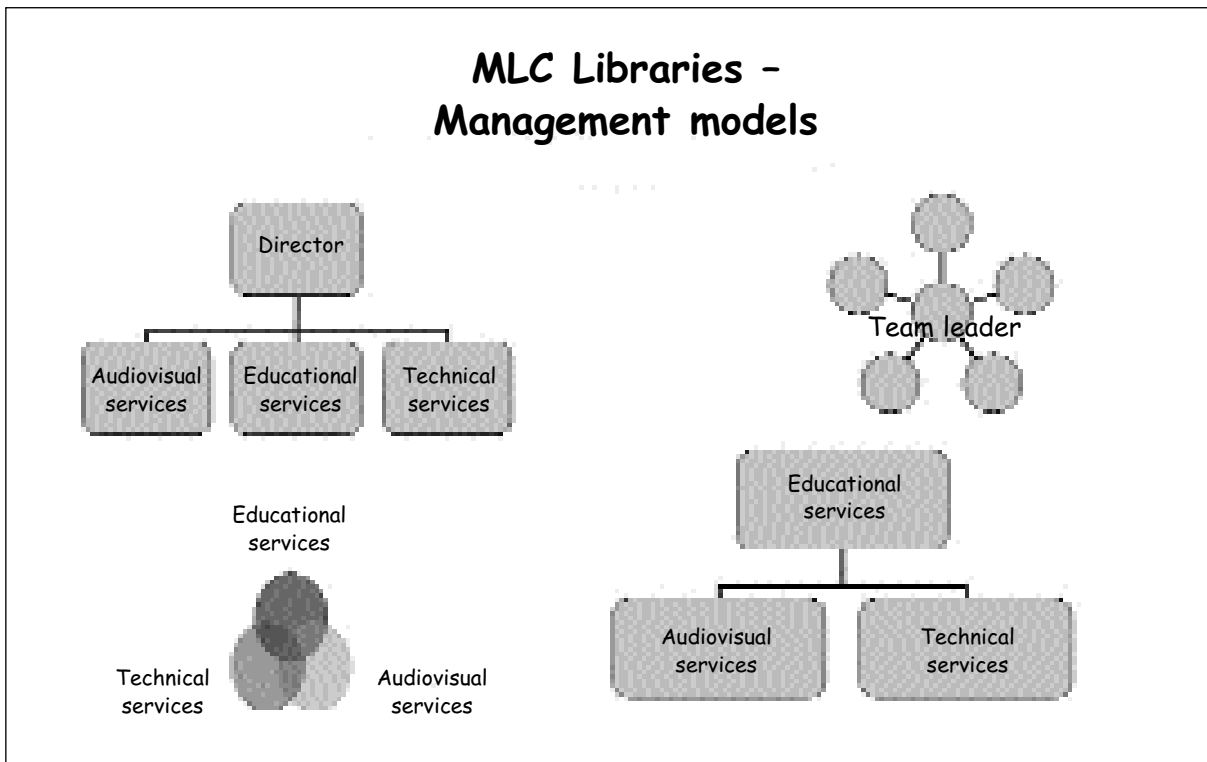 MLC Libraries –
Management models
Director
Audiovisual
services
Educational
services
Technical
services
Team leader
Educational
services
Audiovisual
services
Technical
services
Educational
services
Technical
services
Audiovisual
services